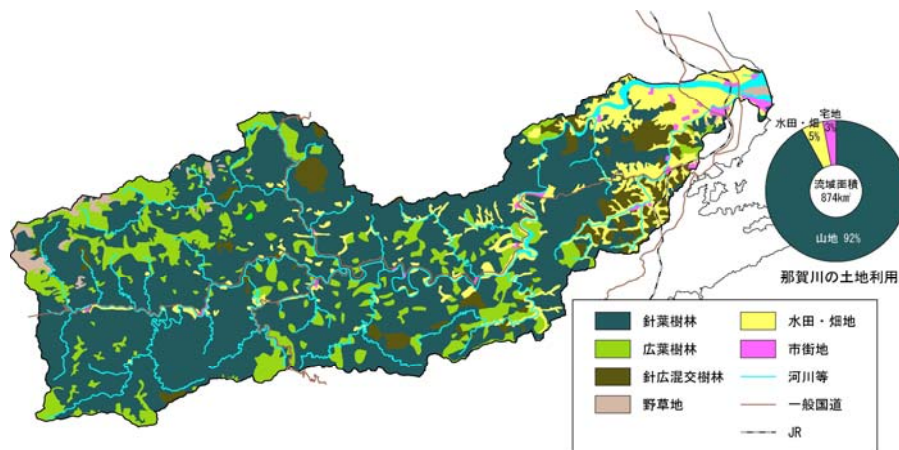 宅地
水田・畑
3%
5%
流域面積
874km²
山地 92%
那賀川の土地利用
針葉樹林
広葉樹林
針広混交樹林
野草地
水田・畑地
市街地
河川等
一般国道
JR